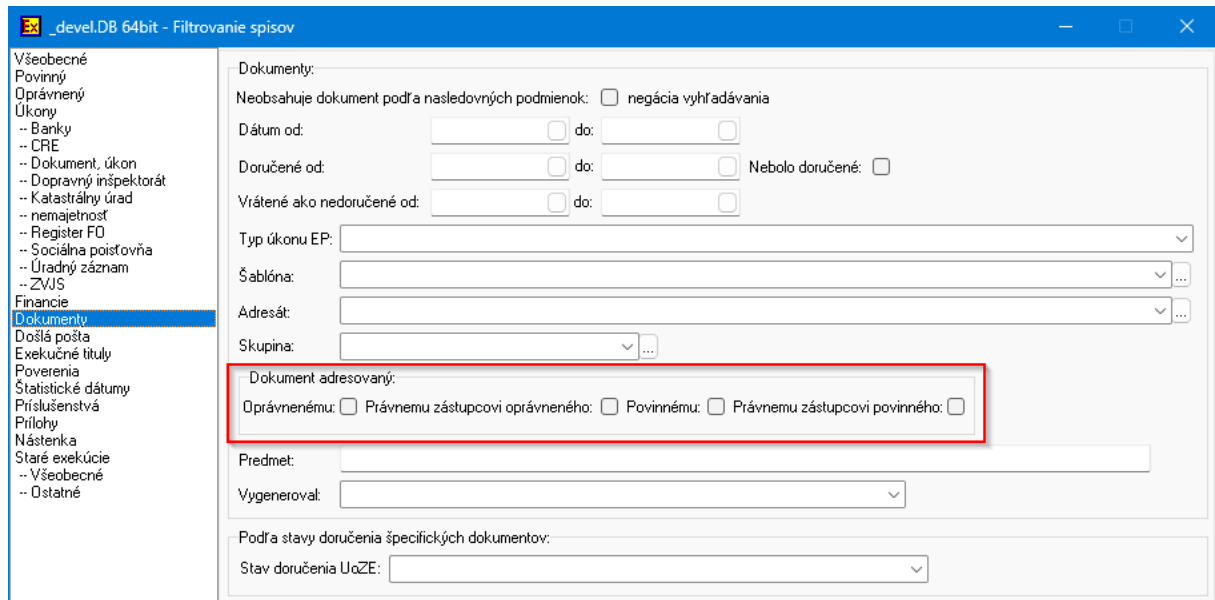 Ex _devel.DB 64bit - Filtrovanie spisov
Všeobecné
Povinný
Oprávnený
Úkony
-- Banky
-- CRE
-- Dokument, úkon
-- Dopravný inšpektorát
-- Katastrálny úrad
-- nemajetnosť
-- Register FO
-- Sociálna poisťovňa
-- Úradný záznam
-- ZVJS
Financie
Dokumenty
Došlá pošta
Exekučné tituly
Poverenia
Štatistické dátumy
Príslušenstvá
Prílohy
Nástenka
Staré exekúcie
-- Všeobecné
-- Ostatné
Dokumenty:
Neobsahuje dokument podľa nasledovných podmienok: negácia vyhľadávania
Dátum od: do:
Doručené od: do: Nebolo doručené:
Vrátené ako nedoručené od: do:
Typ úkonu EP:
Šablóna: ...
Adresát: ...
Skupina: ...
Dokument adresovaný:
Oprávnenému: Právnemu zástupcovi oprávneného: Povinnému: Právnemu zástupcovi povinného:
Predmet:
Vygeneroval:
Podľa stavy doručenia špecifických dokumentov:
Stav doručenia UoZE: